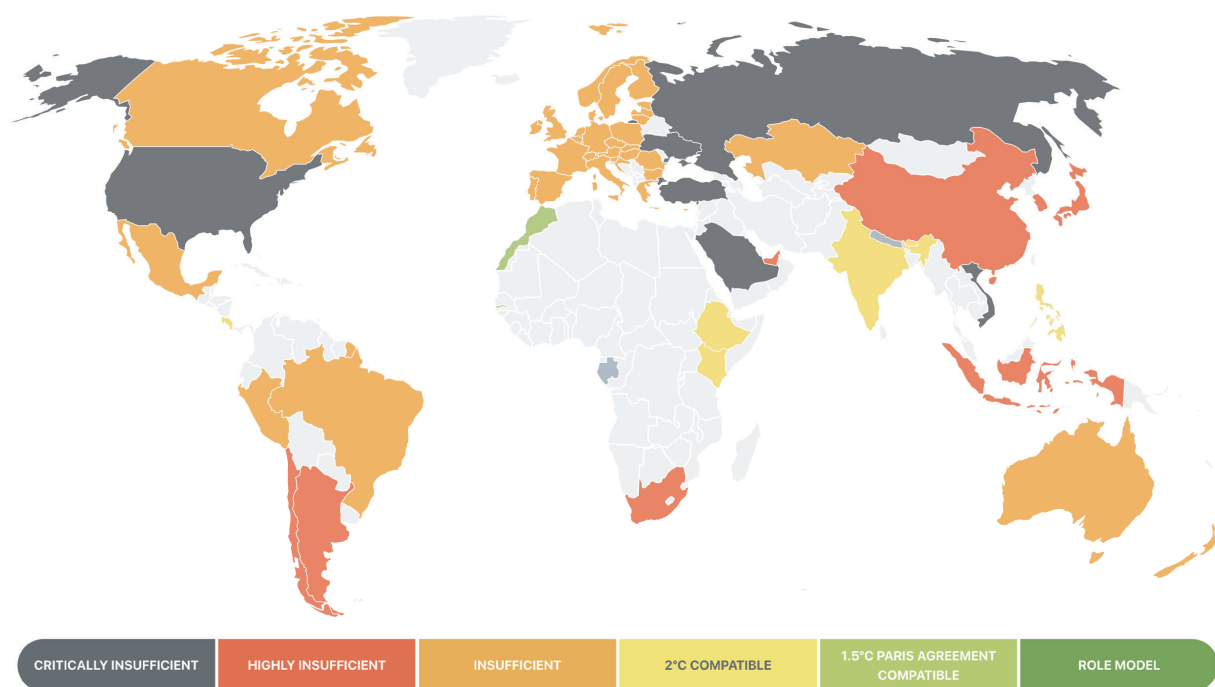 CRITICALLY INSUFFICIENT
HIGHLY INSUFFICIENT
INSUFFICIENT
2°C COMPATIBLE
1.5°C PARIS AGREEMENT
COMPATIBLE
ROLE MODEL